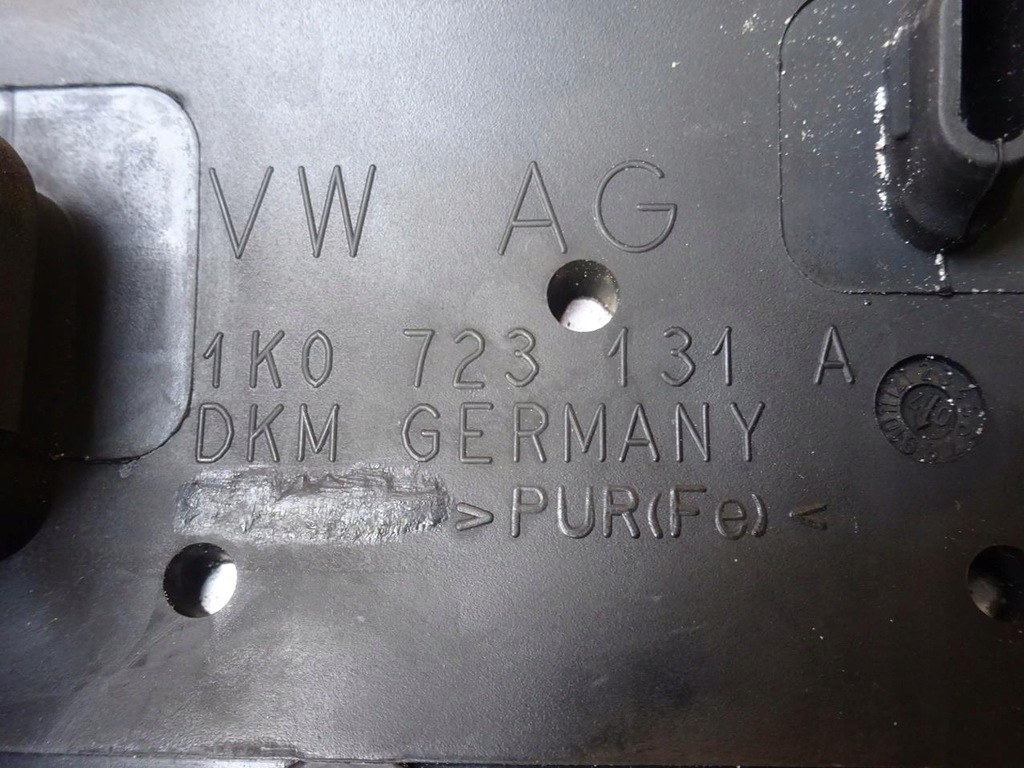 VW AG
1K0 723 131 A
DKM GERMANY
>PUR(Fe)<